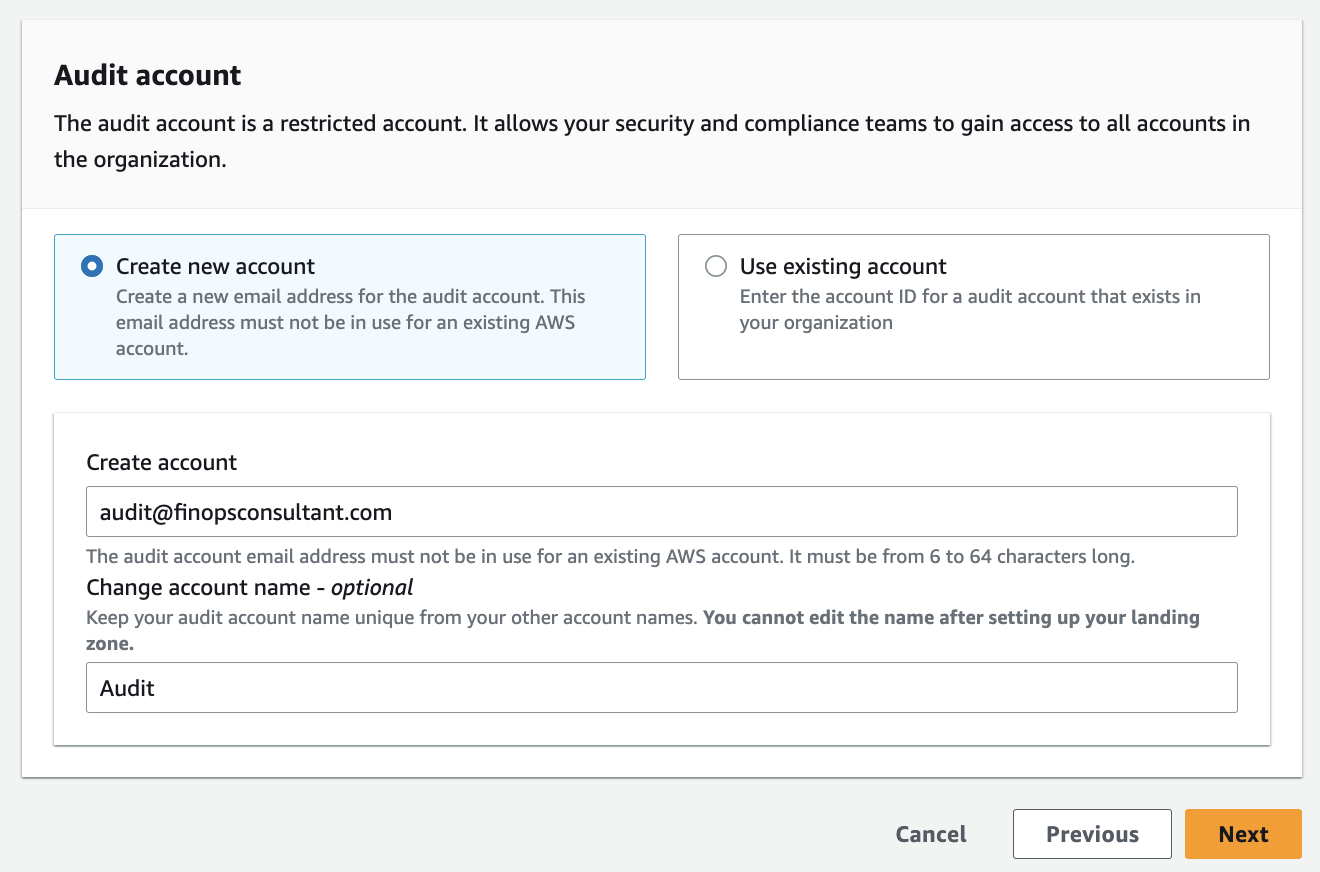 Audit account
The audit account is a restricted account. It allows your security and compliance teams to gain access to all accounts in
the organization.
Create new account
Create a new email address for the audit account. This
email address must not be in use for an existing AWS
account.
Use existing account
Enter the account ID for a audit account that exists in
your organization
Create account
audit@finopsconsultant.com
The audit account email address must not be in use for an existing AWS account. It must be from 6 to 64 characters long.
Change account name - optional
Keep your audit account name unique from your other account names. You cannot edit the name after setting up your landing
zone.
Audit
Cancel
Previous
Next